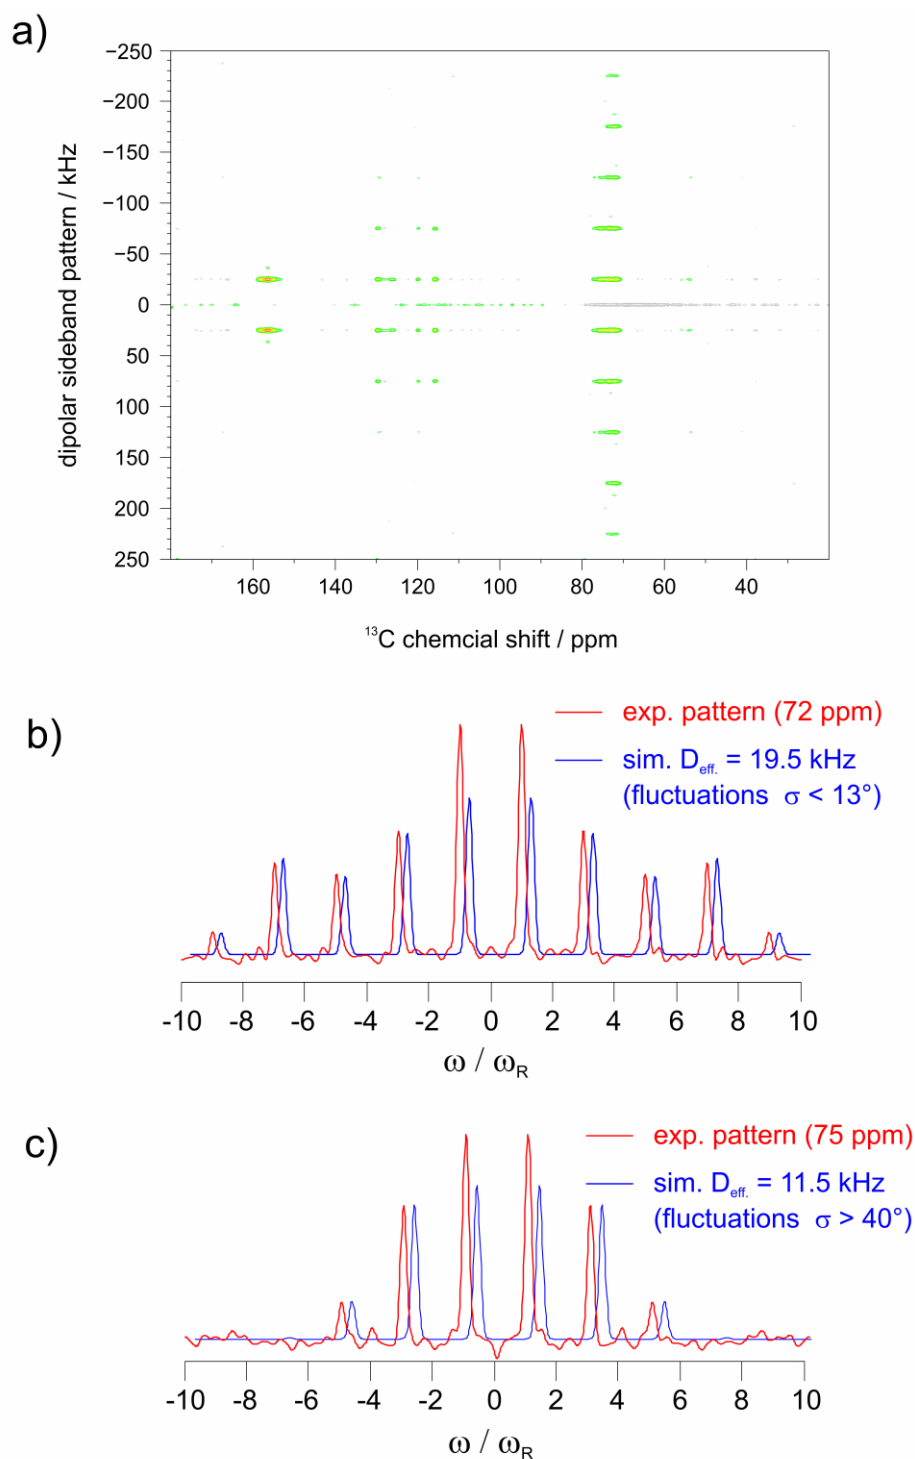 a)
−250
−200
−150
−100
−50
0
50
100
150
200
250
dipolar sideband pattern / kHz
160 140 120 100 80 60 40
13C chemcial shift / ppm
b)
exp. pattern (72 ppm)
sim. Deff. = 19.5 kHz
(fluctuations σ < 13°)
-10 -8 -6 -4 -2 0 2 4 6 8 10
ω / ωR
c)
exp. pattern (75 ppm)
sim. Deff. = 11.5 kHz
(fluctuations σ > 40°)
-10 -8 -6 -4 -2 0 2 4 6 8 10
ω / ωR